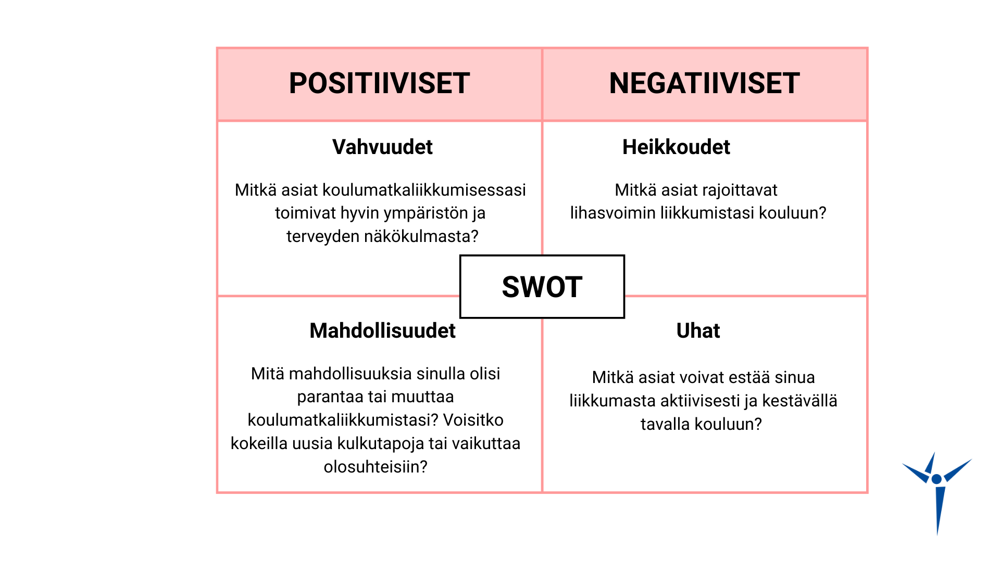 POSITIIVISET
NEGATIIVISET
Vahvuudet
Mitkä asiat koulumatkaliikkumisessasi
toimivat hyvin ympäristön ja
terveyden näkökulmasta?
Heikkoudet
Mitkä asiat rajoittavat
lihasvoimin liikkumistasi kouluun?
SWOT
Mahdollisuudet
Mitä mahdollisuuksia sinulla olisi
parantaa tai muuttaa
koulumatkaliikkumistasi? Voisitko
kokeilla uusia kulkutapoja tai vaikuttaa
olosuhteisiin?
Uhat
Mitkä asiat voivat estää sinua
liikkumasta aktiivisesti ja kestävällä
tavalla kouluun?